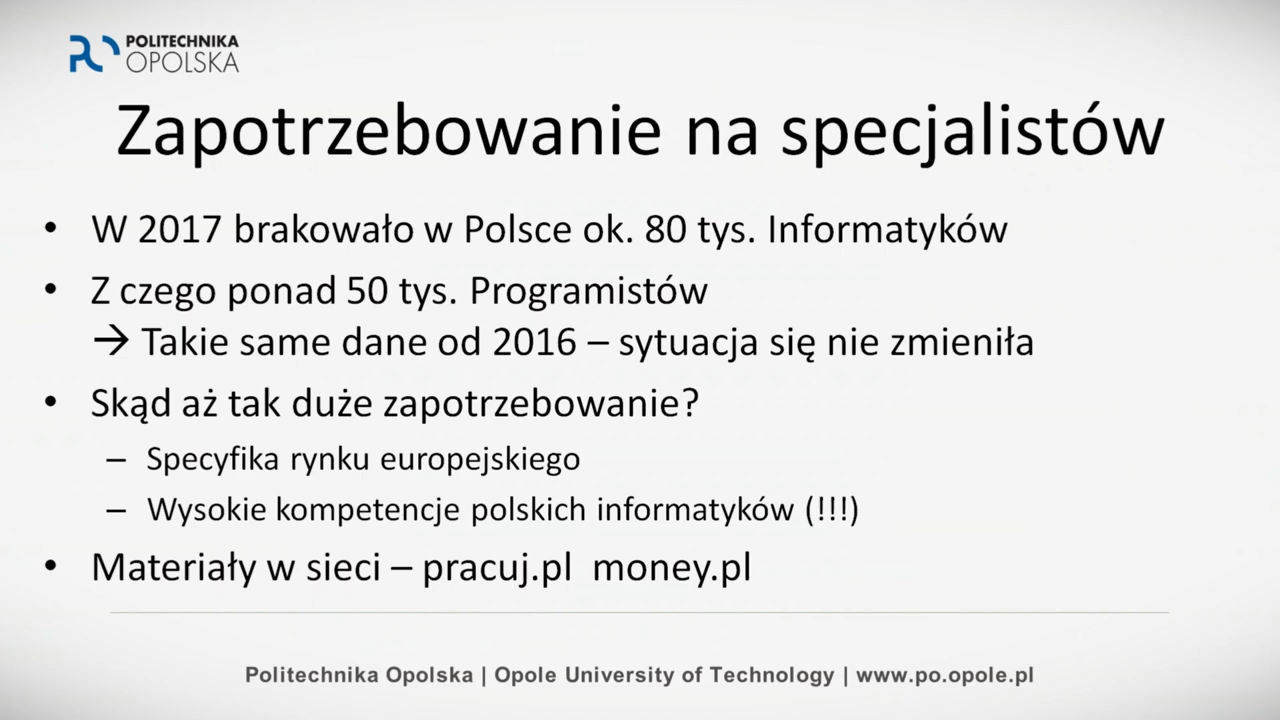 POLITECHNIKA
OPOLSKA
Zapotrzebowanie na specjalistów
• W 2017 brakowało w Polsce ok. 80 tys. Informatyków
• Z czego ponad 50 tys. Programistów
→ Takie same dane od 2016 – sytuacja się nie zmieniła
• Skąd aż tak duże zapotrzebowanie?
– Specyfika rynku europejskiego
– Wysokie kompetencje polskich informatyków (!!!)
• Materiały w sieci – pracuj.pl money.pl
Politechnika Opolska | Opole University of Technology | www.po.opole.pl